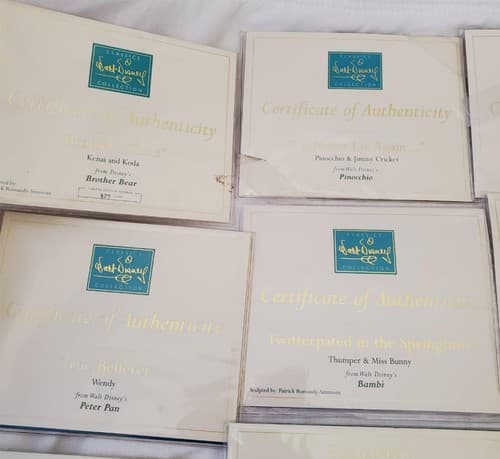 CLASSICS
Walt Disney
COLLECTION
Certificate of Authenticity
Kenai and Koda
from Disney's
Brother Bear
Sculpted by:
CLASSICS
Walt Disney
COLLECTION
Certificate of Authenticity
Pinocchio & Jiminy Cricket
from Walt Disney's
Pinocchio
CLASSICS
Walt Disney
COLLECTION
Certificate of Authenticity
Believer
Wendy
from Walt Disney's
Peter Pan
CLASSICS
Walt Disney
COLLECTION
Certificate of Authenticity
Twitterpated in the Springtime
Thumper & Miss Bunny
from Walt Disney's
Bambi
Sculpted by: Patrick Romandy-Simmons